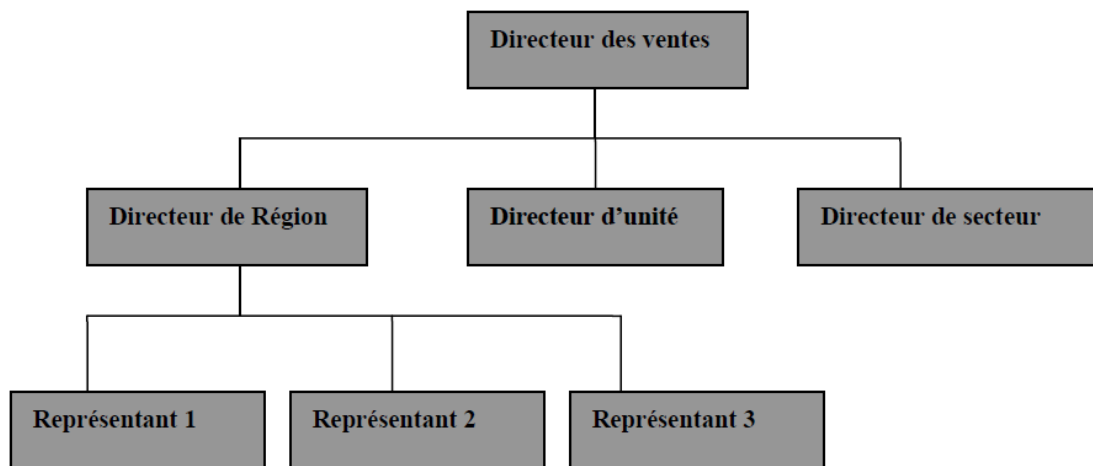 Directeur des ventes
Directeur de Région
Directeur d’unité
Directeur de secteur
Représentant 1
Représentant 2
Représentant 3